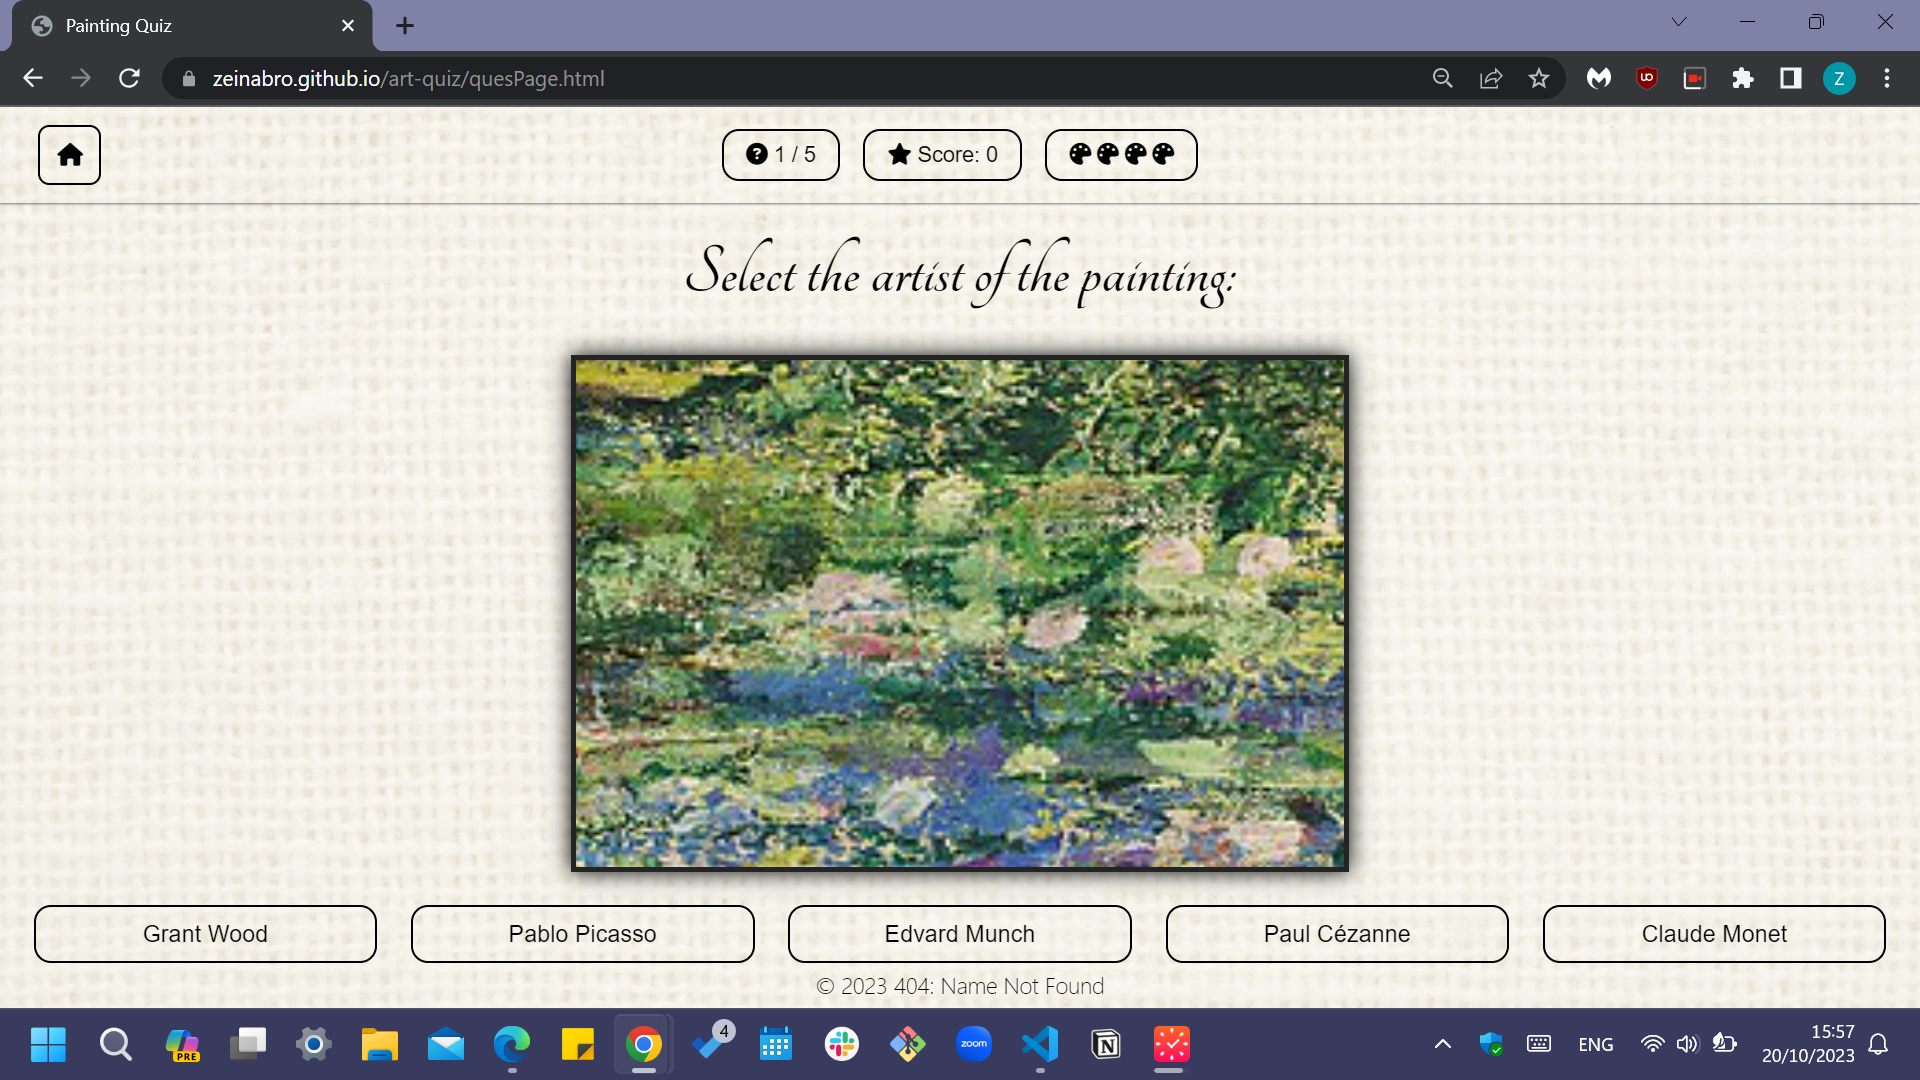 Painting Quiz
zeinabro.github.io/art-quiz/quesPage.html
UO
Z
1 / 5
Score: 0
Select the artist of the painting:
Grant Wood
Pablo Picasso
Edvard Munch
Paul Cézanne
Claude Monet
© 2023 404: Name Not Found
PRE
4
zoom
N
ENG
15:57
20/10/2023